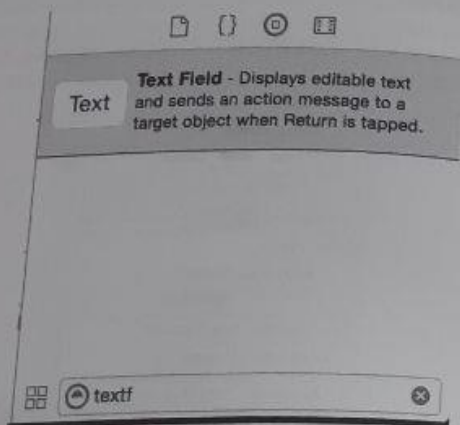 {}
Text Field - Displays editable text
Text and sends an action message to a
target object when Return is tapped.
textf